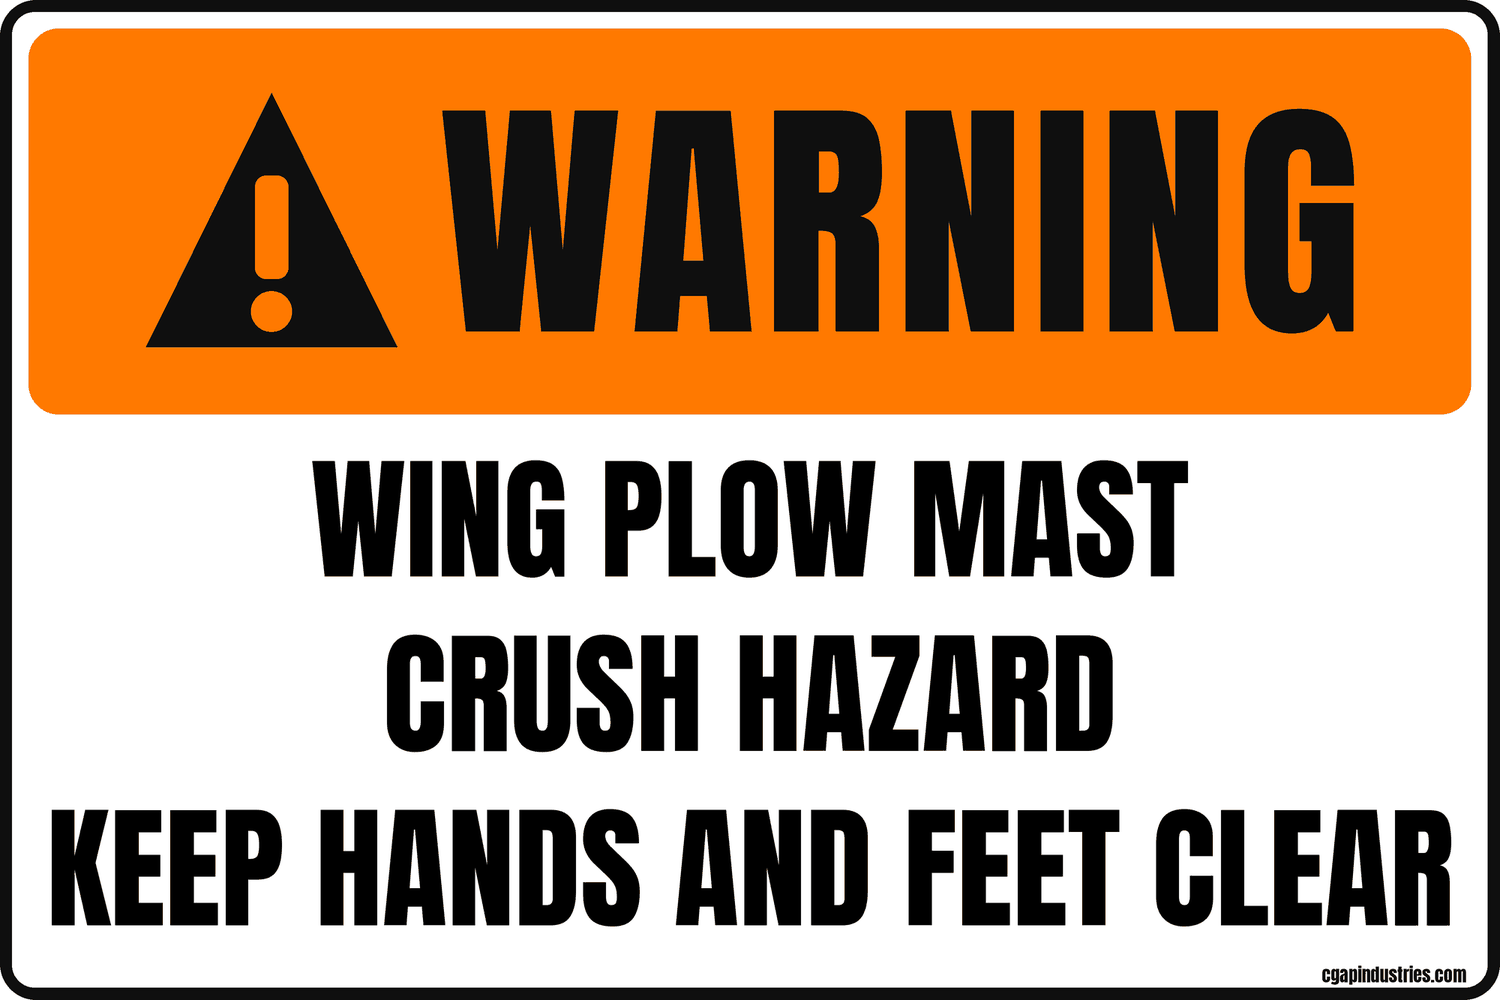 WARNING
WING PLOW MAST
CRUSH HAZARD
KEEP HANDS AND FEET CLEAR
cgapindustries.com